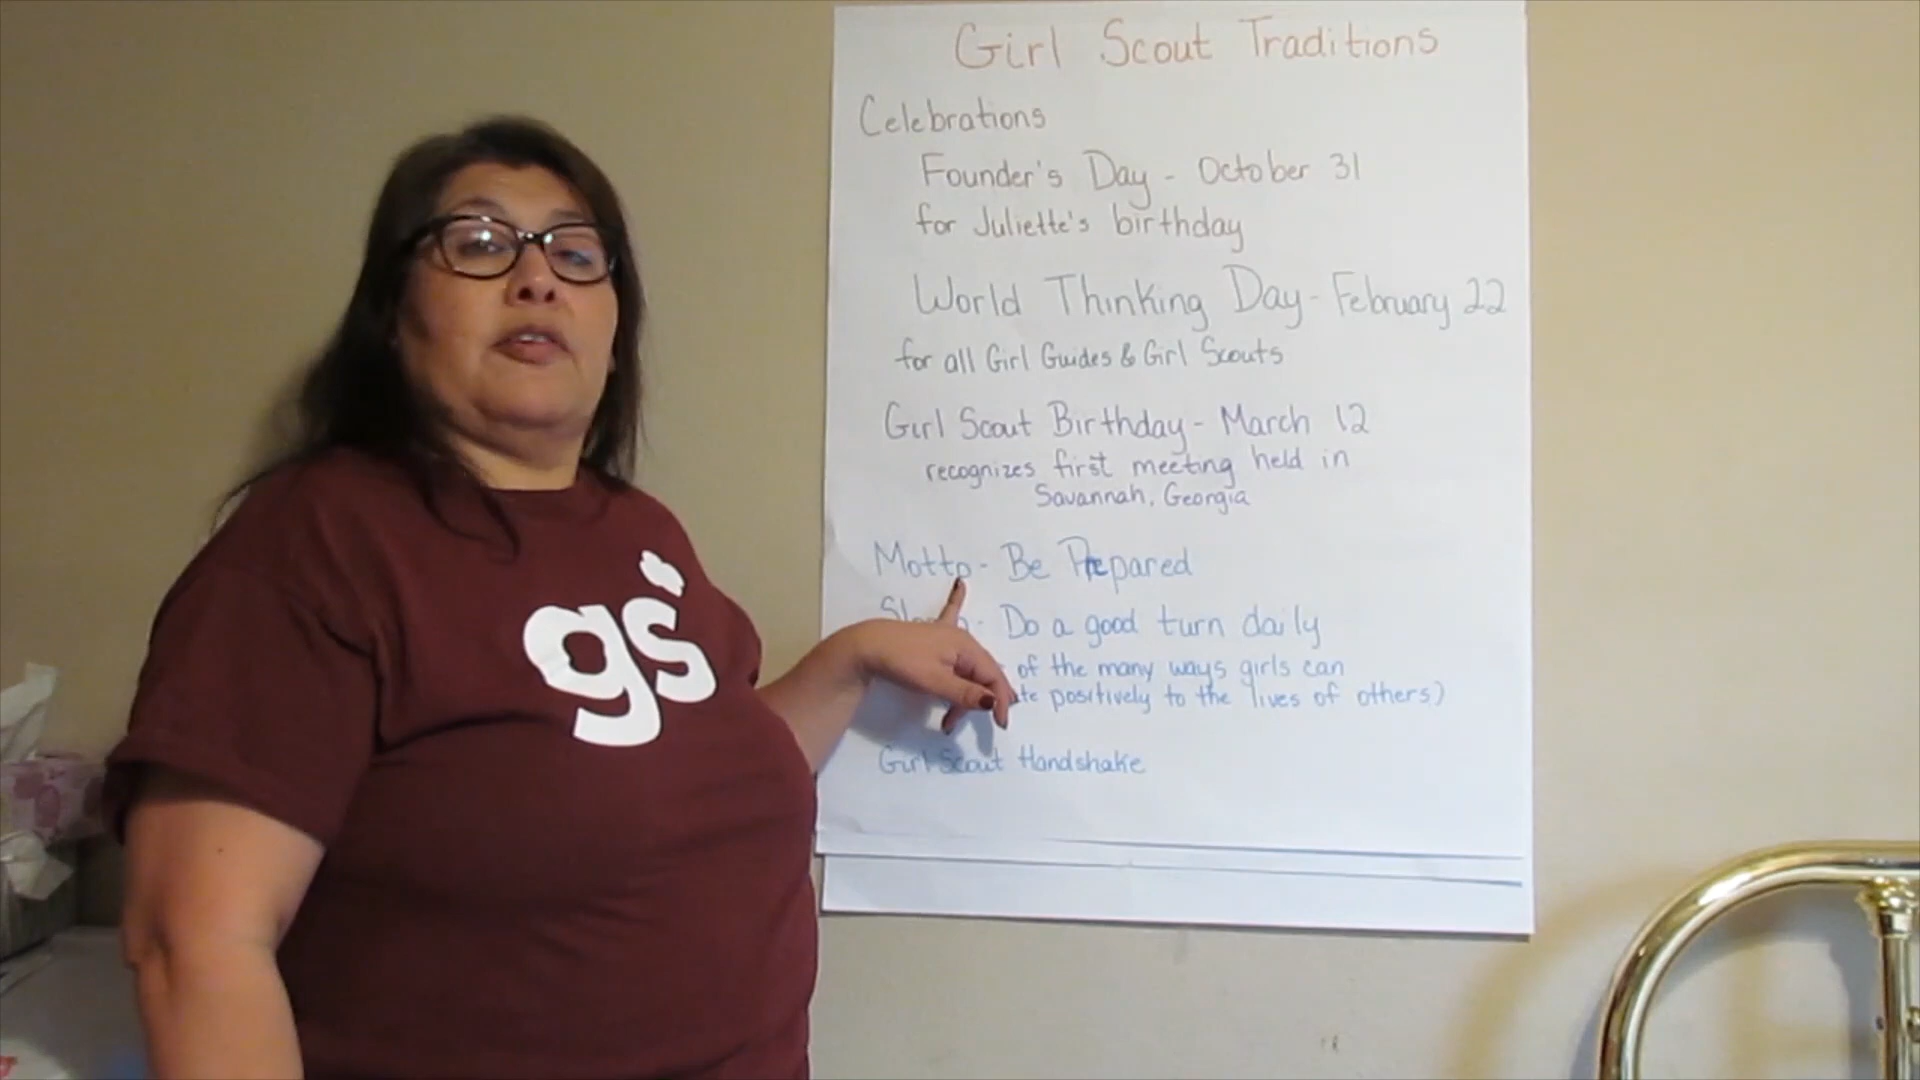 Girl Scout Traditions
Celebrations
Founder's Day - October 31
for Juliette's birthday
World Thinking Day - February 22
for all Girl Guides & Girl Scouts
Girl Scout Birthday - March 12
recognizes first meeting held in
Savannah, Georgia
Motto - Be Prepared
Do a good turn daily
of the many ways girls can
positively to the lives of others)
Girl Scout Handshake
gs